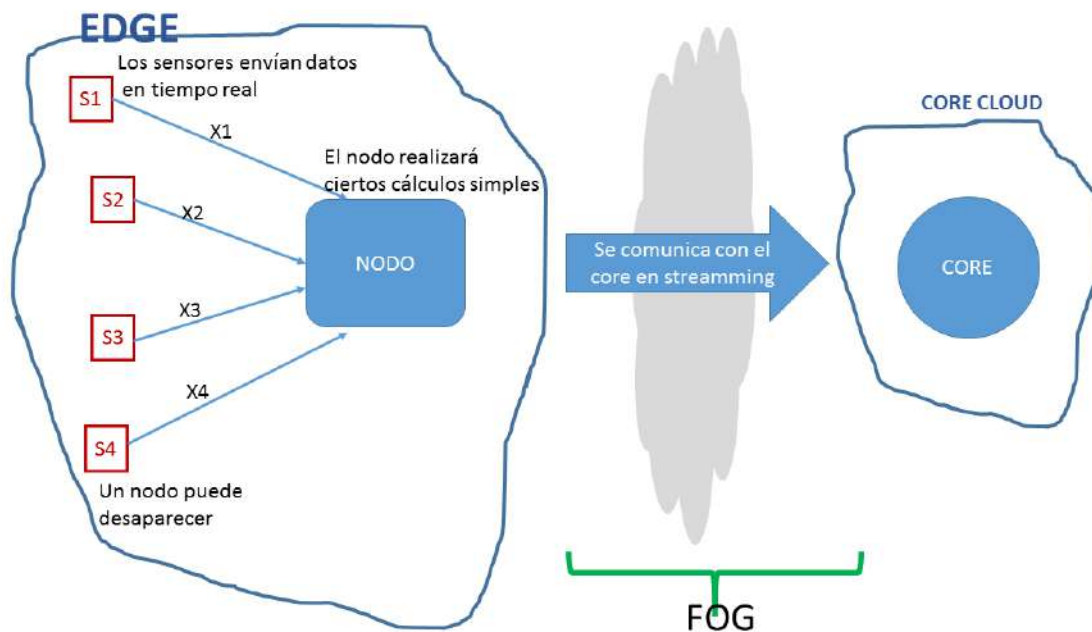 EDGE
Los sensores envían datos
en tiempo real
S1
X1
El nodo realizará
ciertos cálculos simples
S2
X2
NODO
S3
X3
X4
S4
Un nodo puede
desaparecer
Se comunica con el
core en streamming
CORE CLOUD
CORE
FOG